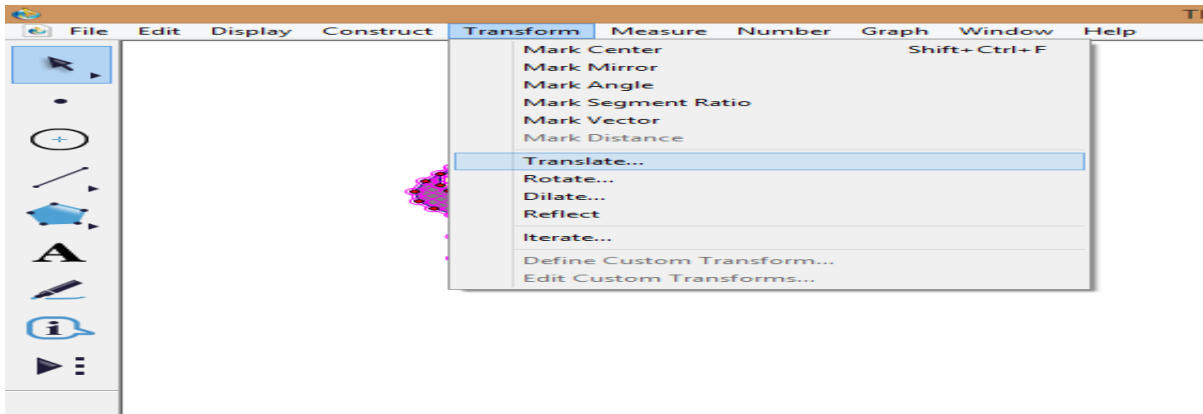 File Edit Display Construct Transform Measure Number Graph Window Help
Mark Center Shift+Ctrl+F
Mark Mirror
Mark Angle
Mark Segment Ratio
Mark Vector
Mark Distance
Translate...
Rotate...
Dilate...
Reflect
Iterate...
Define Custom Transform...
Edit Custom Transforms...
A
i